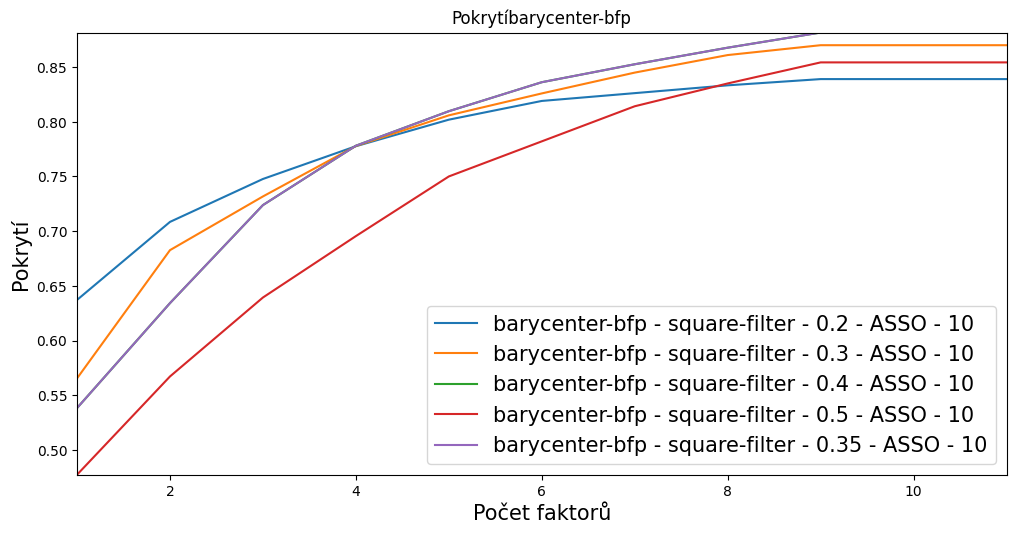 Pokrytíbarycenter-bfp
Pokrytí
0.85
0.80
0.75
0.70
0.65
0.60
0.55
0.50
barycenter-bfp - square-filter - 0.2 - ASSO - 10
barycenter-bfp - square-filter - 0.3 - ASSO - 10
barycenter-bfp - square-filter - 0.4 - ASSO - 10
barycenter-bfp - square-filter - 0.5 - ASSO - 10
barycenter-bfp - square-filter - 0.35 - ASSO - 10
2 4 6 8 10
Počet faktorů